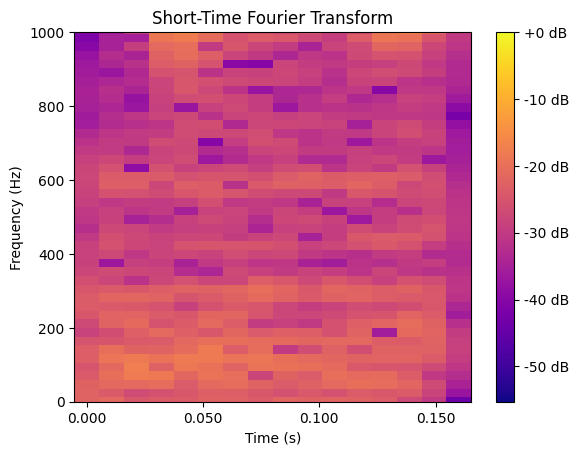 Short-Time Fourier Transform
1000
800
600
400
200
0
Frequency (Hz)
0.000
0.050
0.100
0.150
Time (s)
+0 dB
-10 dB
-20 dB
-30 dB
-40 dB
-50 dB